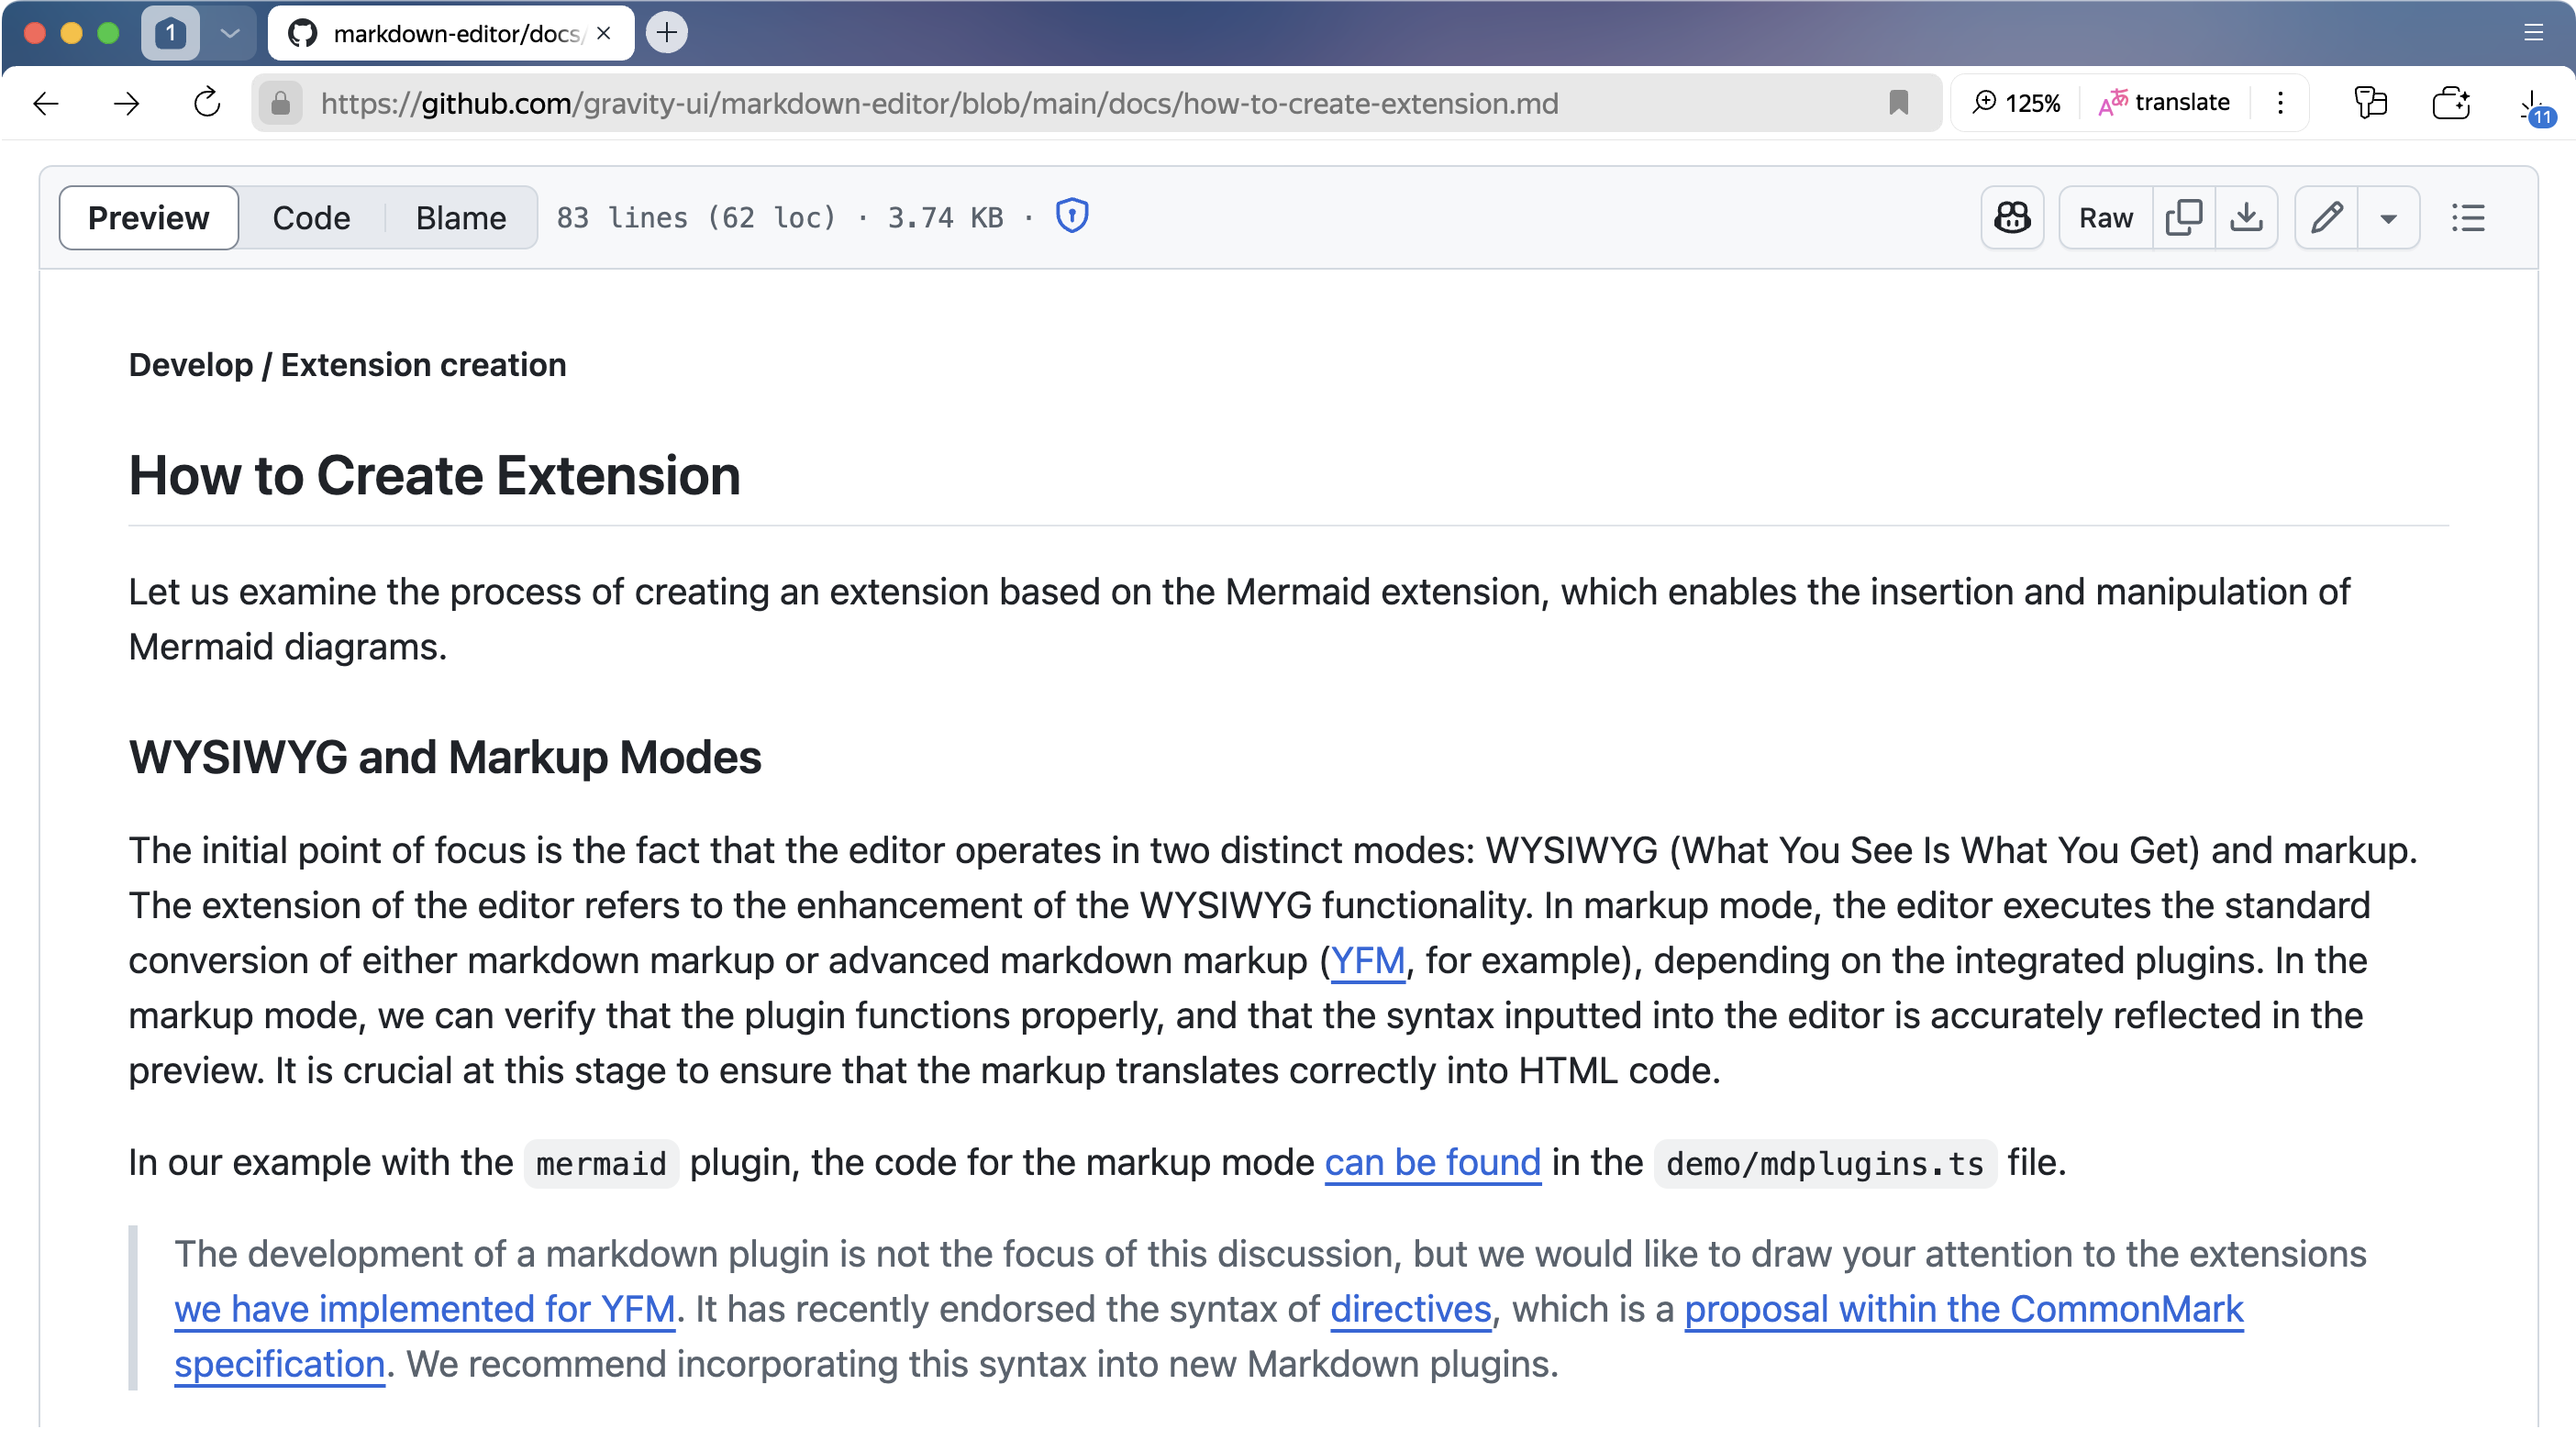 1
markdown-editor/docs/
https://github.com/gravity-ui/markdown-editor/blob/main/docs/how-to-create-extension.md
125%
translate
11
Preview
Code
Blame
83 lines (62 loc) · 3.74 KB ·
Raw
Develop / Extension creation
How to Create Extension
Let us examine the process of creating an extension based on the Mermaid extension, which enables the insertion and manipulation of
Mermaid diagrams.
WYSIWYG and Markup Modes
The initial point of focus is the fact that the editor operates in two distinct modes: WYSIWYG (What You See Is What You Get) and markup.
The extension of the editor refers to the enhancement of the WYSIWYG functionality. In markup mode, the editor executes the standard
conversion of either markdown markup or advanced markdown markup (YFM, for example), depending on the integrated plugins. In the
markup mode, we can verify that the plugin functions properly, and that the syntax inputted into the editor is accurately reflected in the
preview. It is crucial at this stage to ensure that the markup translates correctly into HTML code.
In our example with the mermaid plugin, the code for the markup mode can be found in the demo/mdplugins.ts file.
The development of a markdown plugin is not the focus of this discussion, but we would like to draw your attention to the extensions
we have implemented for YFM. It has recently endorsed the syntax of directives, which is a proposal within the CommonMark
specification. We recommend incorporating this syntax into new Markdown plugins.